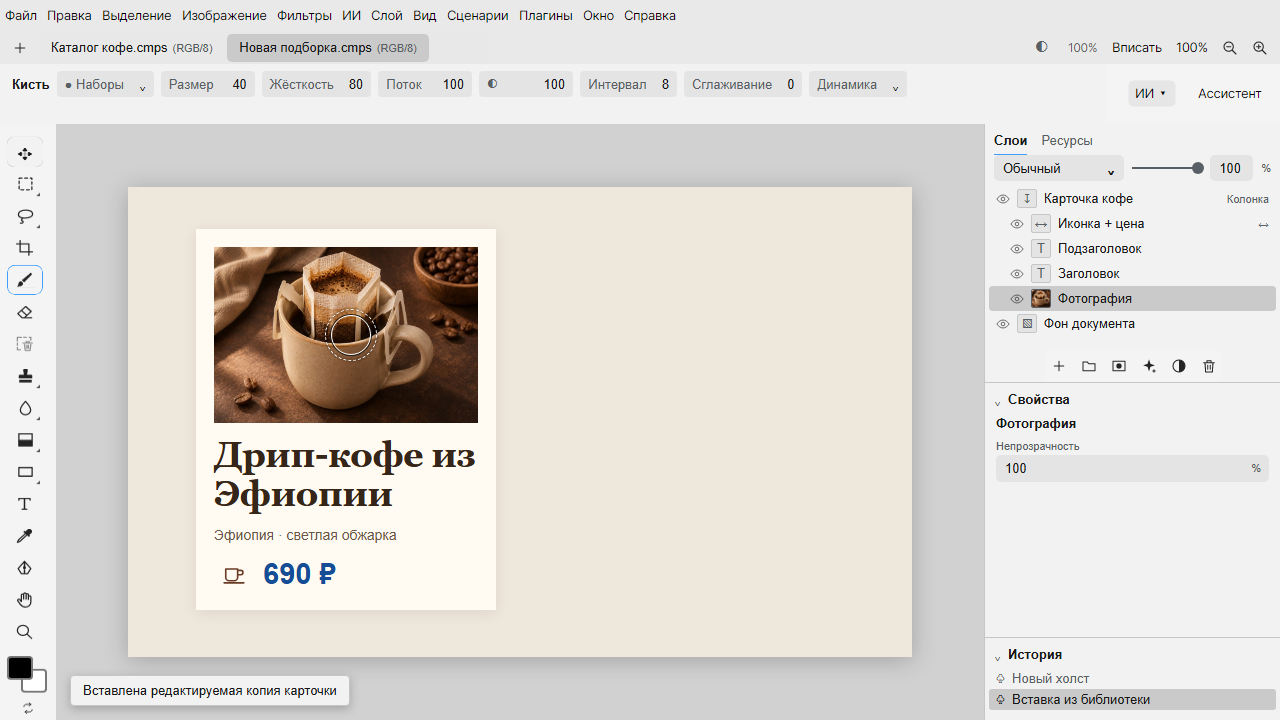 Файл Правка Выделение Изображение Фильтры ИИ Слой Вид Сценарии Плагины Окно Справка
Каталог кофе.cmps (RGB/8) Новая подборка.cmps (RGB/8) 100% Вписать 100%
Кисть Наборы Размер 40 Жёсткость 80 Поток 100 100 Интервал 8 Сглаживание 0 Динамика ИИ Ассистент
Слои Ресурсы
Обычный 100 %
Карточка кофе Колонка
Иконка + цена
T Подзаголовок
T Заголовок
Фотография
Фон документа
Свойства
Фотография
Непрозрачность
100 %
История
Новый холст
Вставка из библиотеки
Дрип-кофе из
Эфиопии
Эфиопия · светлая обжарка
690 ₽
Вставлена редактируемая копия карточки